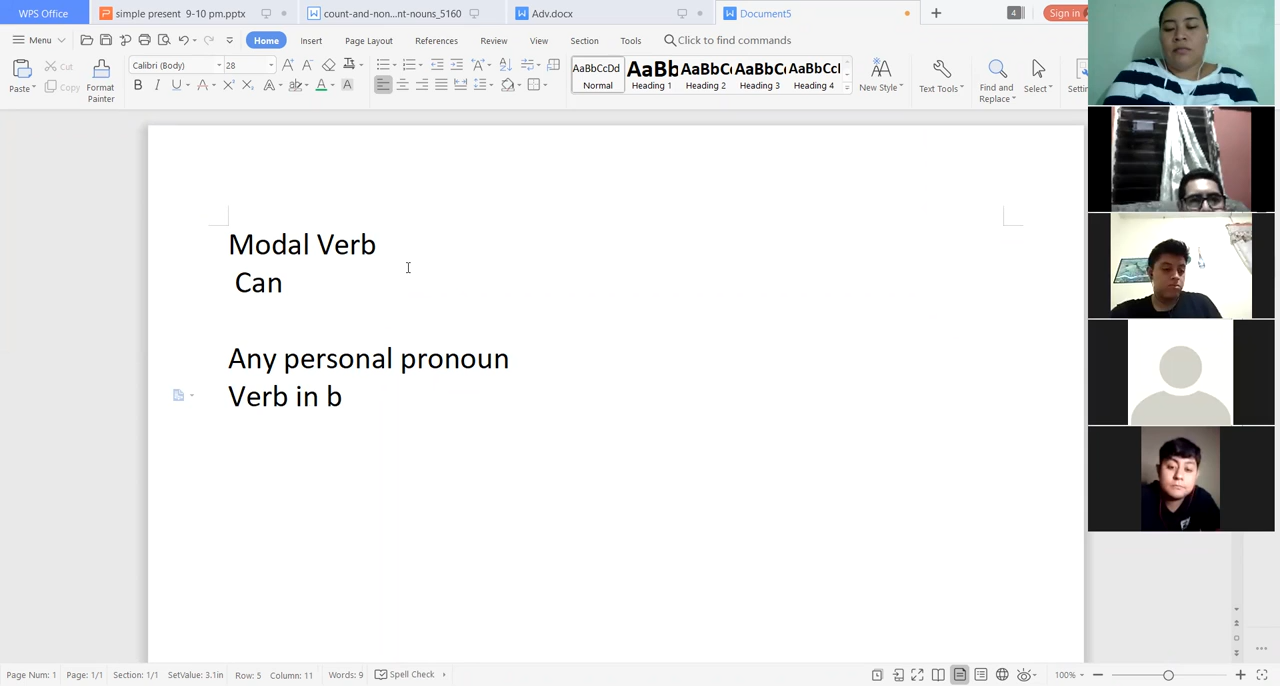 WPS Office
simple present 9-10 pm.pptx
count-and-non...nt-nouns_5160
Adv.docx
Document5
4
Sign in
Menu
Home
Insert
Page Layout
References
Review
View
Section
Tools
Click to find commands
Paste
Cut
Copy
Format
Painter
Calibri (Body)
28
AaBbCcDd
Normal
AaBb
Heading 1
AaBbC
Heading 2
AaBbC
Heading 3
AaBbCcl
Heading 4
New Style
Text Tools
Find and
Replace
Select
Modal Verb
Can
Any personal pronoun
Verb in b
Page Num: 1
Page: 1/1
Section: 1/1
SetValue: 3.1in
Row: 5
Column: 11
Words: 9
Spell Check
100%